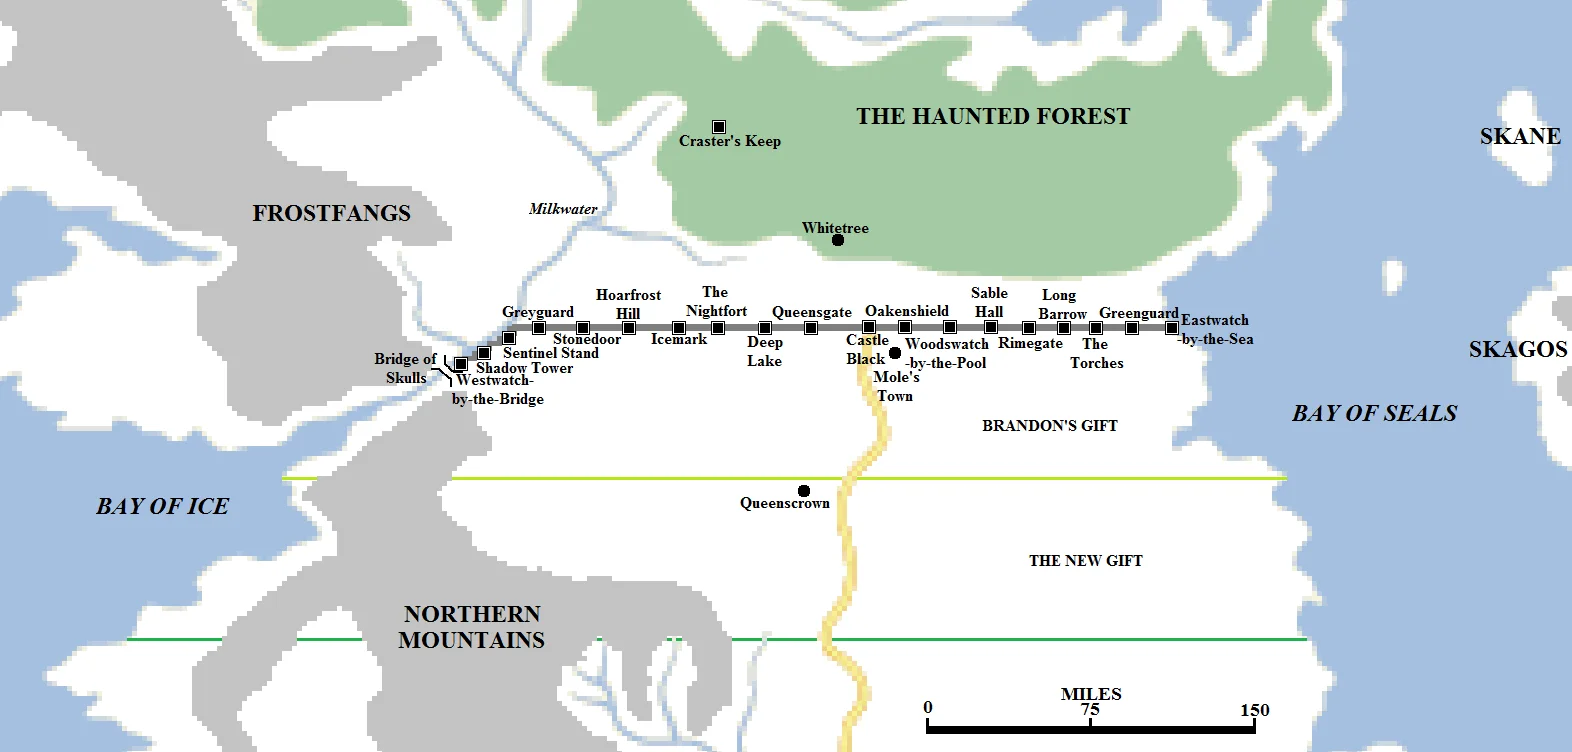 THE HAUNTED FOREST
SKANE
Craster's Keep
FROSTFANGS
Milkwater
Whitetree
Greyguard
Hoarfrost
Hill
The
Nightfort
Queensgate
Oakenshield
Sable
Hall
Long
Barrow
Greenguard
Eastwatch
-by-the-Sea
Stonedoor
Icemark
Deep
Lake
Castle
Black
Woodswatch
-by-the-Pool
Rimegate
The
Torches
Sentinel Stand
Shadow Tower
Bridge of
Skulls
Westwatch-
by-the-Bridge
Mole's
Town
SKAGOS
BAY OF SEALS
BRANDON'S GIFT
BAY OF ICE
Queenscrown
THE NEW GIFT
NORTHERN
MOUNTAINS
MILES
0 75 150